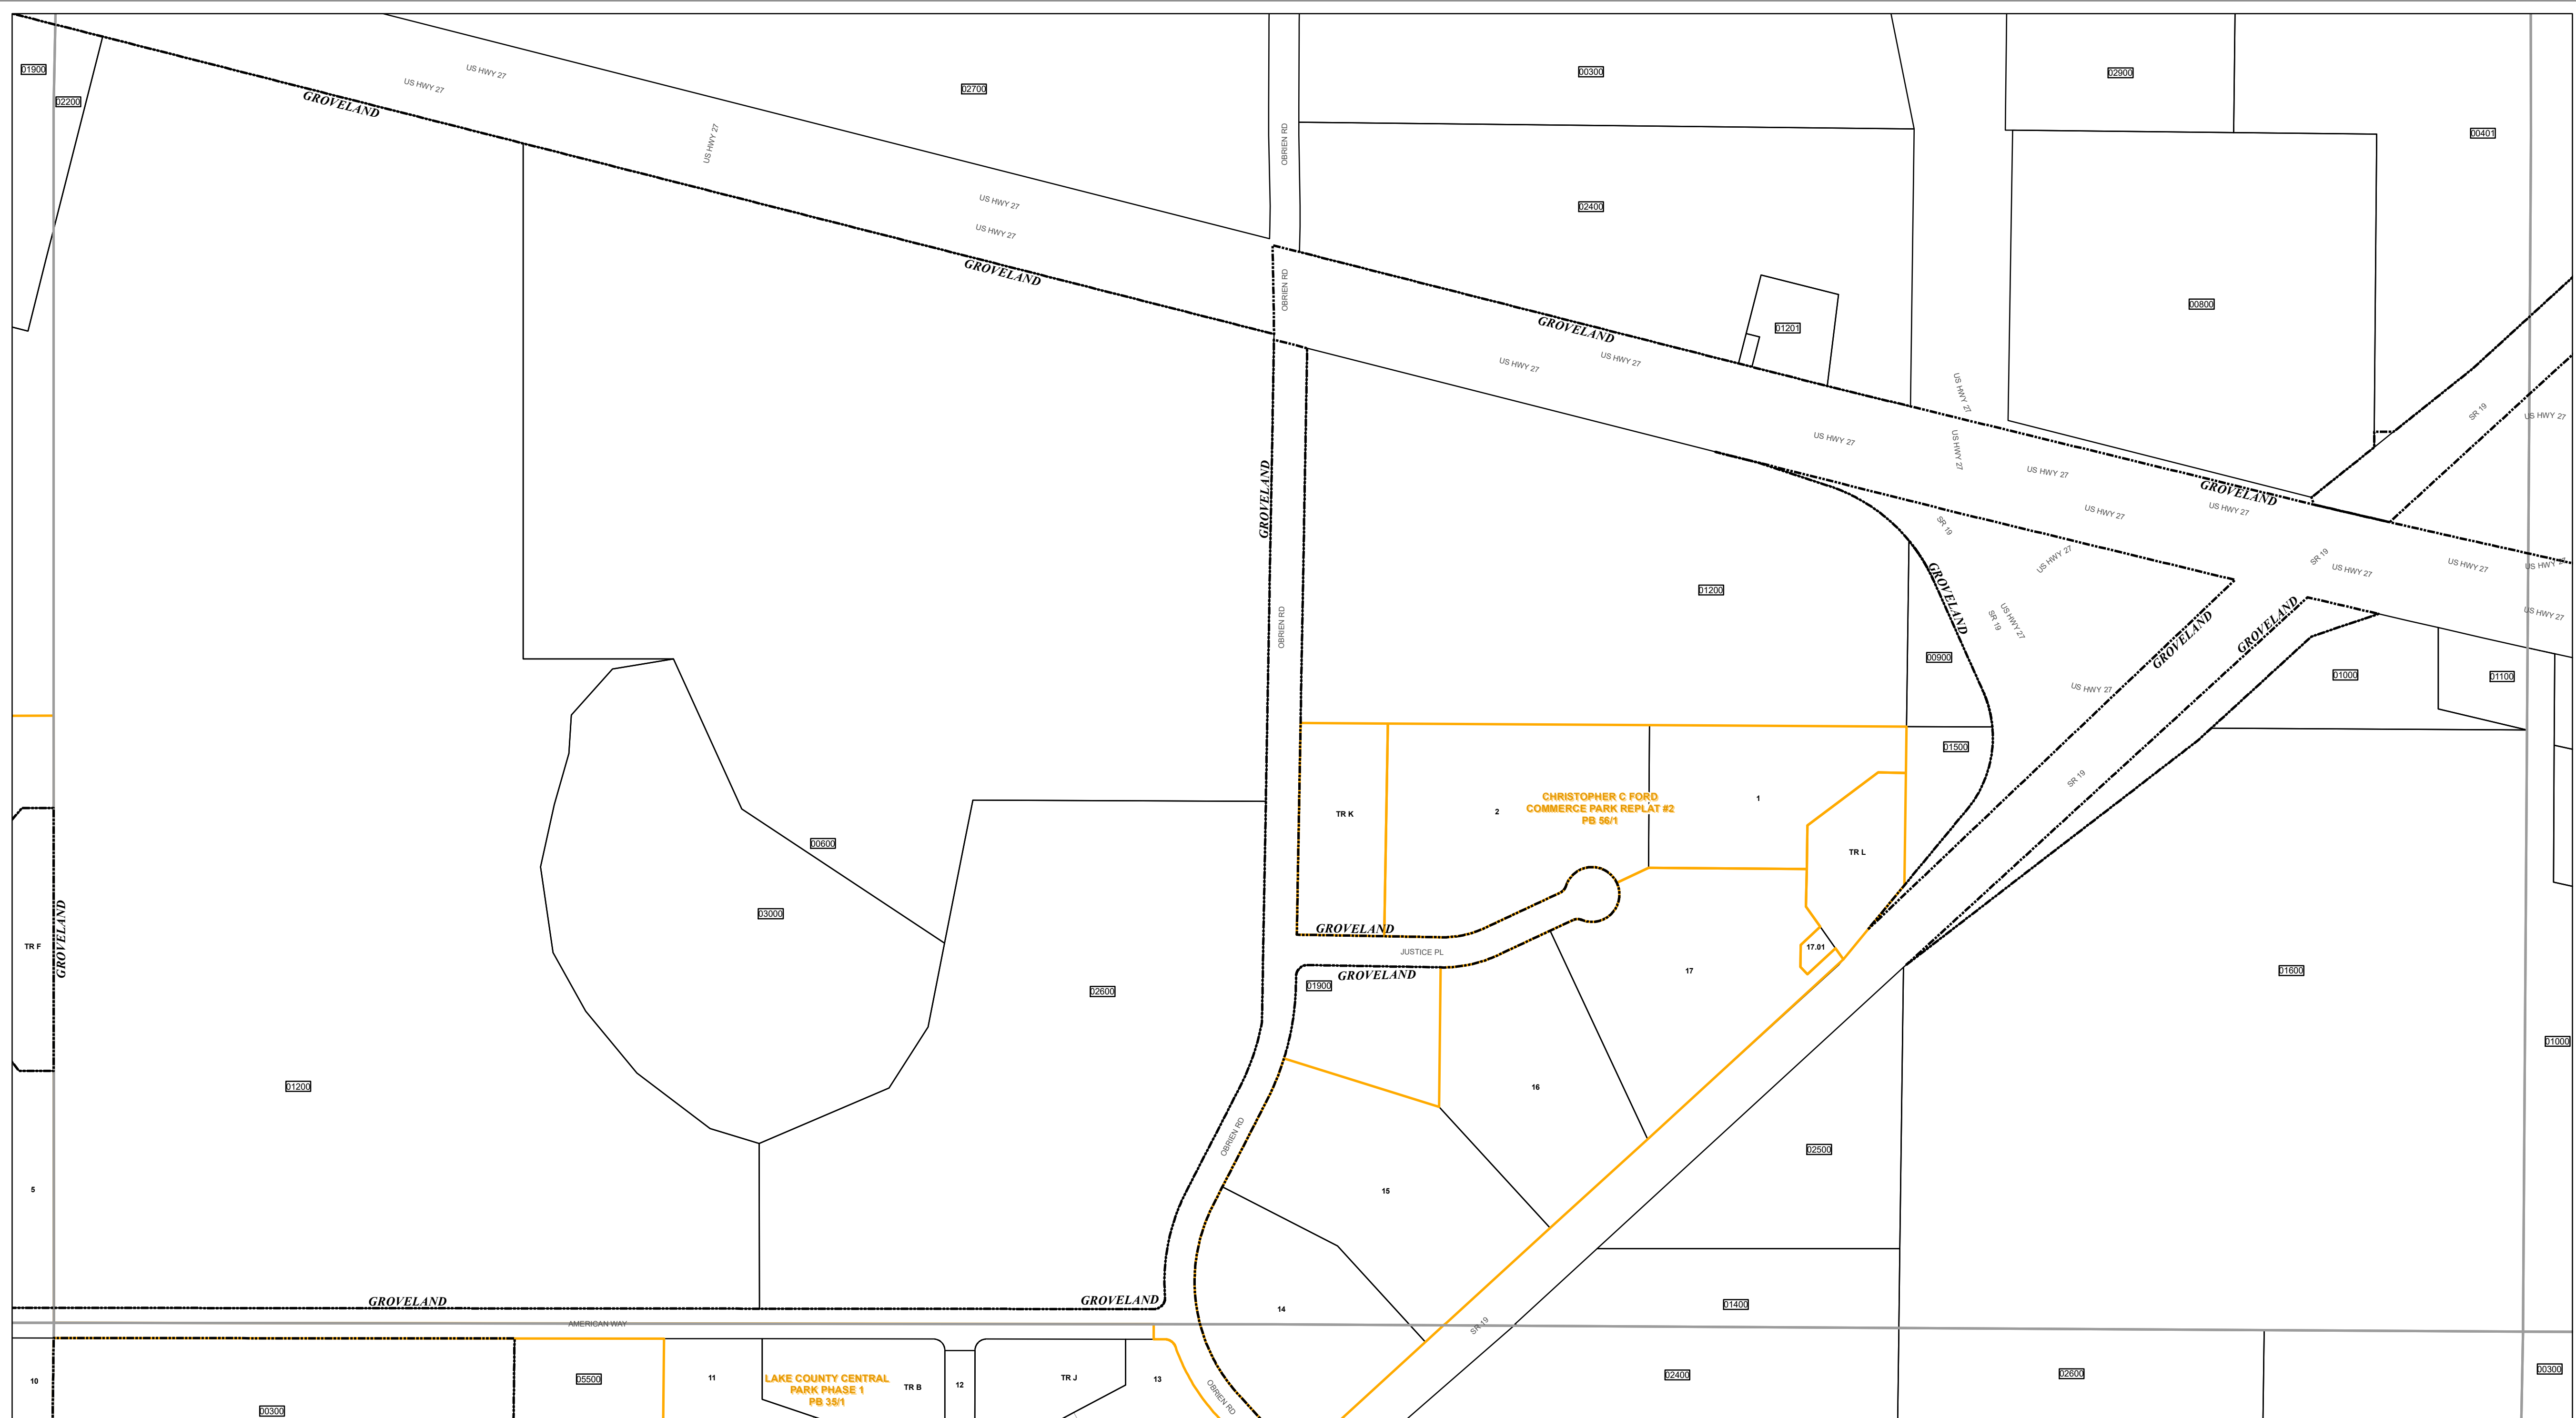 01900
02200
US HWY 27
US HWY 27
GROVELAND
US HWY 27
02700
US HWY 27
US HWY 27
GROVELAND
OBRIEN RD
OBRIEN RD
00300
02900
00401
02400
00800
01201
GROVELAND
US HWY 27
US HWY 27
US HWY 27
US HWY 27
US HWY 27
US HWY 27
US HWY 27
GROVELAND
US HWY 27
SR 19
US HWY 27
SR 19
US HWY 27
US HWY 27
US HWY 27
US HWY 27
SR 19
US HWY 27
GROVELAND
OBRIEN RD
01200
GROVELAND
SR 19
US HWY 27
GROVELAND
GROVELAND
00900
US HWY 27
01000
01100
01500
SR 19
CHRISTOPHER C FORD
COMMERCE PARK REPLAT #2
PB 56/1
TR K
2
1
TR L
00600
03000
TR F
GROVELAND
GROVELAND
JUSTICE PL
GROVELAND
17.01
17
01900
02600
01600
01000
01200
16
15
OBRIEN RD
02500
5
14
GROVELAND
GROVELAND
AMERICAN WAY
SR 19
01400
10
00300
05500
11
LAKE COUNTY CENTRAL
PARK PHASE 1
PB 35/1
TR B
12
TR J
13
OBRIEN RD
02400
02600
00300